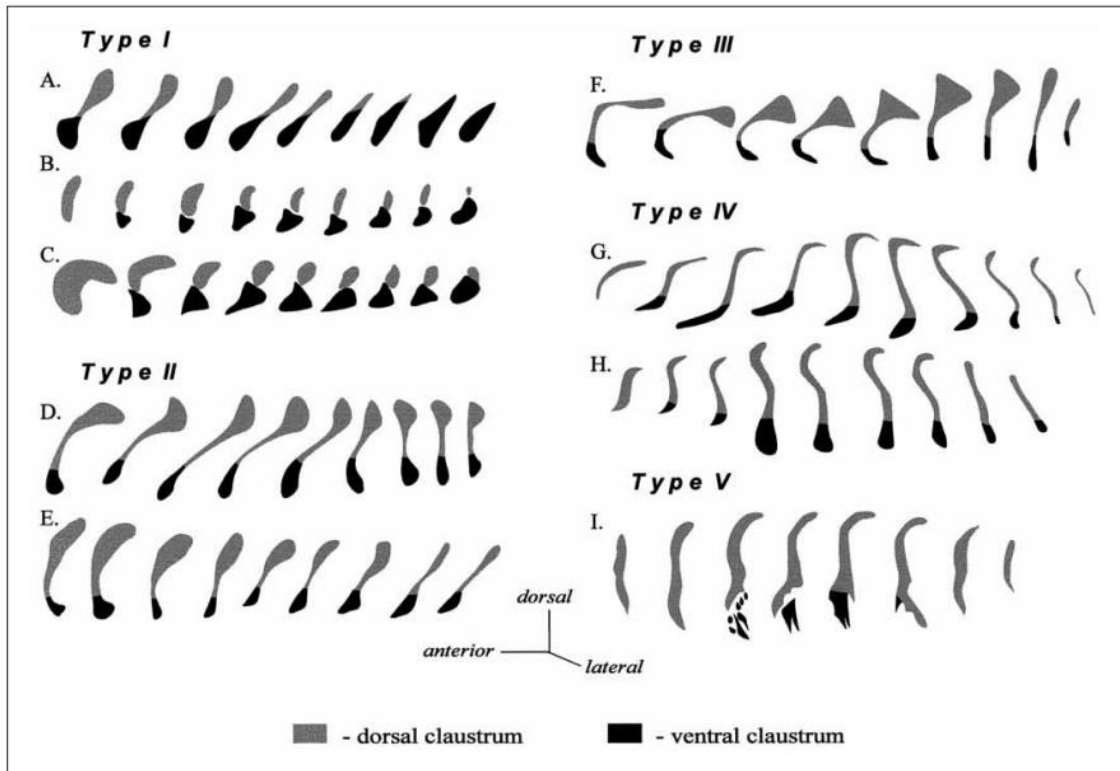 Type I
A.
B.
C.
Type II
D.
E.
Type III
F.
Type IV
G.
H.
Type V
I.
dorsal
anterior
lateral
- dorsal claustrum
- ventral claustrum